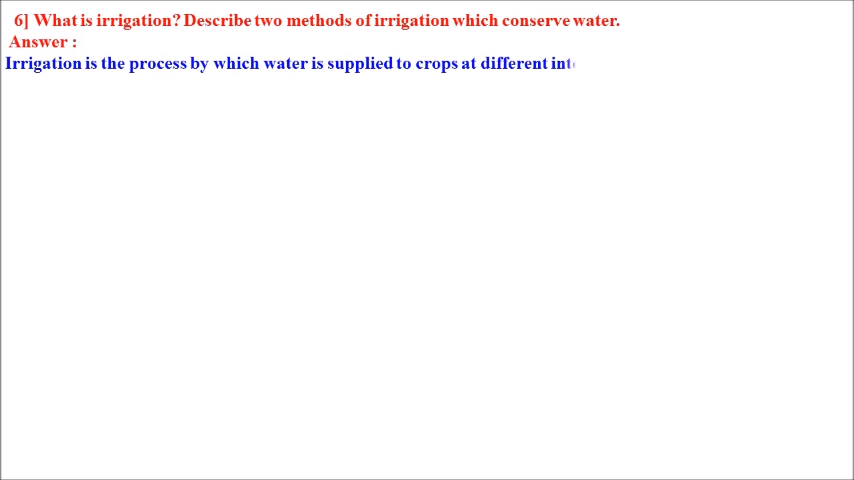 6] What is irrigation? Describe two methods of irrigation which conserve water.
Answer :
Irrigation is the process by which water is supplied to crops at different